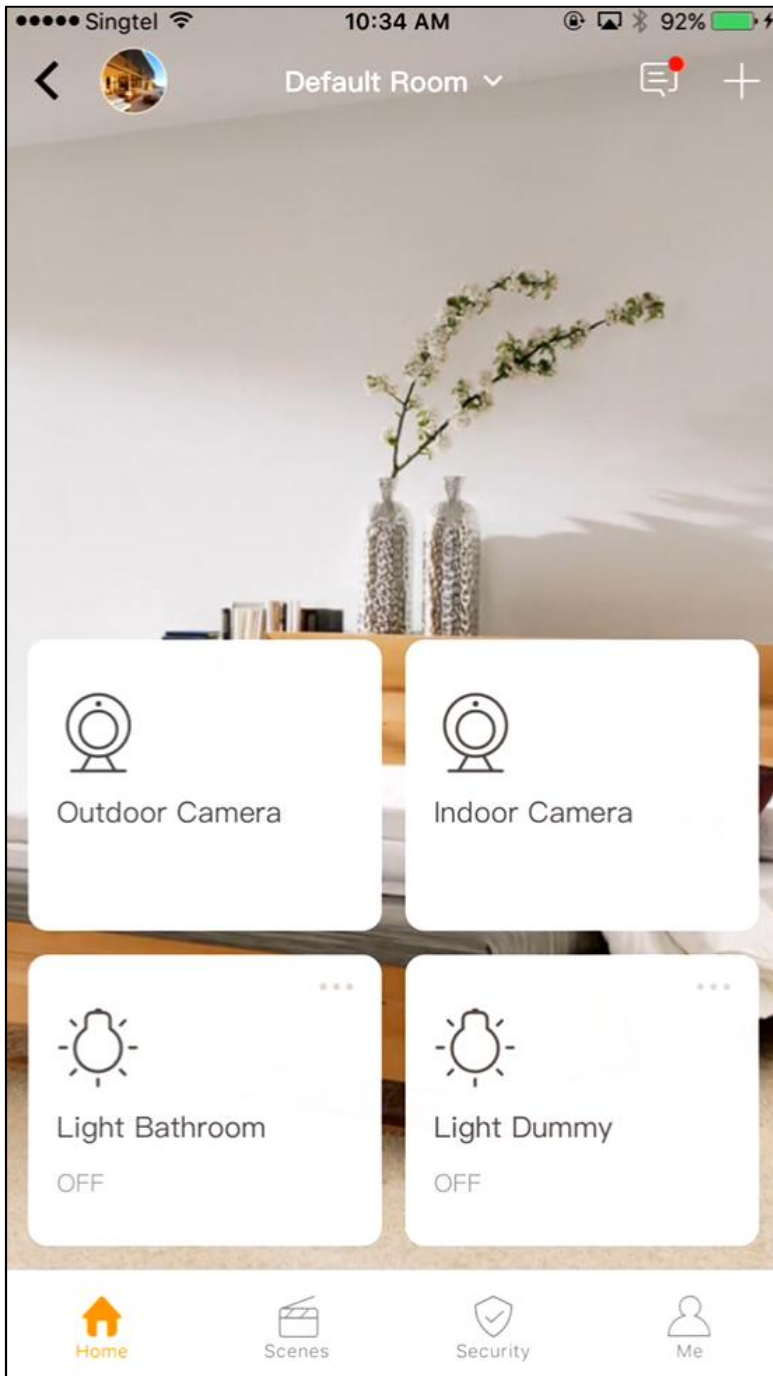 Singtel 10:34 AM 92%
Default Room
Outdoor Camera Indoor Camera
Light Bathroom Light Dummy
OFF OFF
Home Scenes Security Me